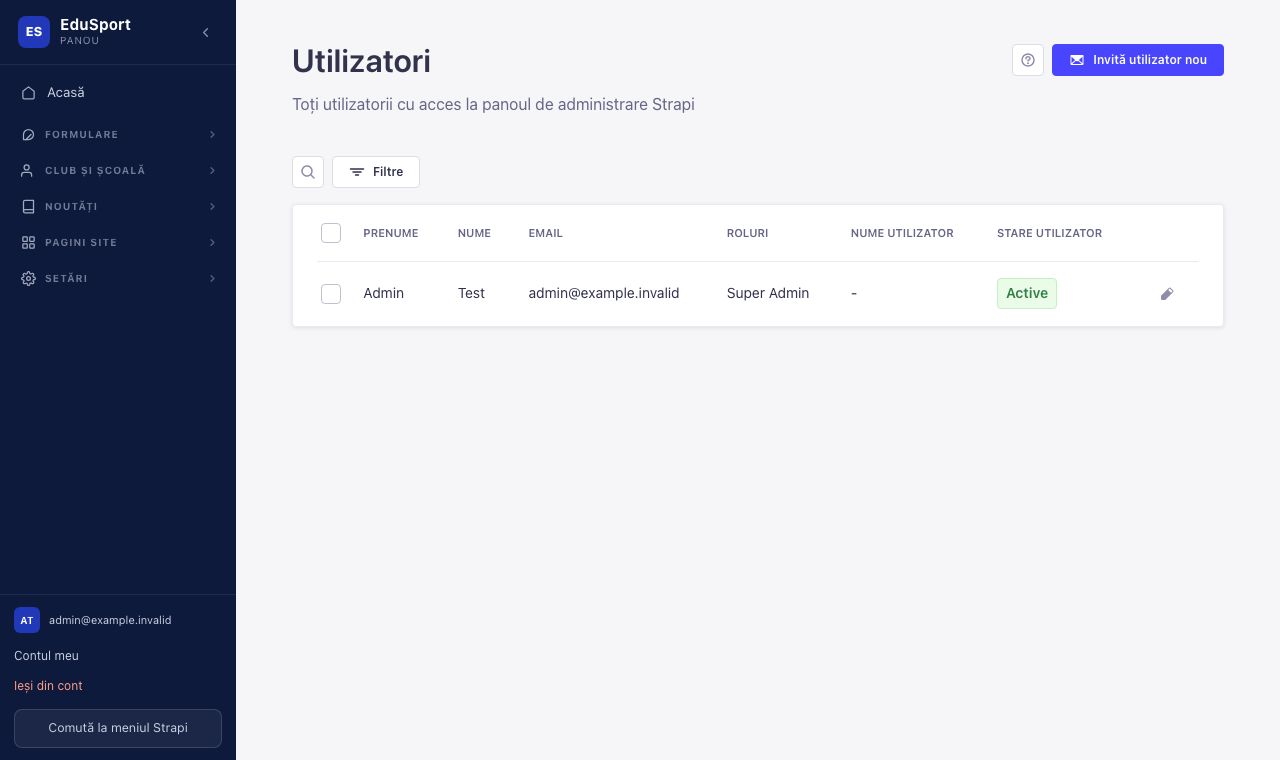 ES
EduSport
PANOU
Acasă
FORMULARE
CLUB ȘI ȘCOALĂ
NOUTĂȚI
PAGINI SITE
SETĂRI
AT
admin@example.invalid
Contul meu
Ieși din cont
Comută la meniul Strapi
Utilizatori
Invită utilizator nou
Toți utilizatorii cu acces la panoul de administrare Strapi
Filtre
PRENUME NUME EMAIL ROLURI NUME UTILIZATOR STARE UTILIZATOR
Admin Test admin@example.invalid Super Admin - Active